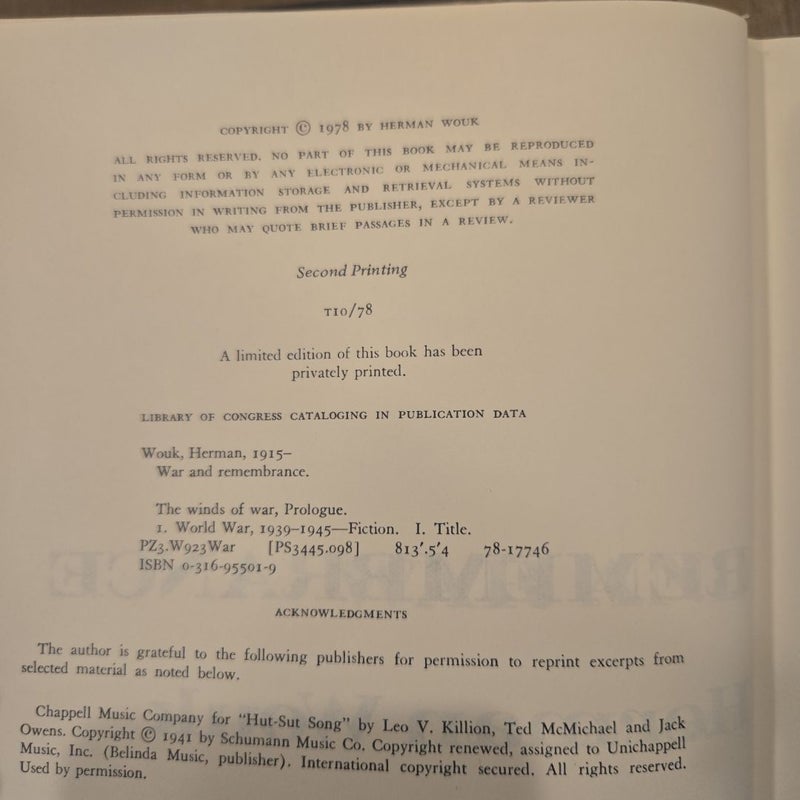 COPYRIGHT © 1978 BY HERMAN WOUK
ALL RIGHTS RESERVED. NO PART OF THIS BOOK MAY BE REPRODUCED
IN ANY FORM OR BY ANY ELECTRONIC OR MECHANICAL MEANS IN-
CLUDING INFORMATION STORAGE AND RETRIEVAL SYSTEMS WITHOUT
PERMISSION IN WRITING FROM THE PUBLISHER, EXCEPT BY A REVIEWER
WHO MAY QUOTE BRIEF PASSAGES IN A REVIEW.
Second Printing
T10/78
A limited edition of this book has been
privately printed.
LIBRARY OF CONGRESS CATALOGING IN PUBLICATION DATA
Wouk, Herman, 1915–
War and remembrance.
The winds of war, Prologue.
1. World War, 1939–1945—Fiction. I. Title.
PZ3.W923War [PS3445.098] 813'.5'4 78-17746
ISBN 0-316-95501-9
ACKNOWLEDGMENTS
The author is grateful to the following publishers for permission to reprint excerpts from
selected material as noted below.
Chappell Music Company for "Hut-Sut Song" by Leo V. Killion, Ted McMichael and Jack
Owens. Copyright © 1941 by Schumann Music Co. Copyright renewed, assigned to Unichappell
Music, Inc. (Belinda Music, publisher). International copyright secured. All rights reserved.
Used by permission.